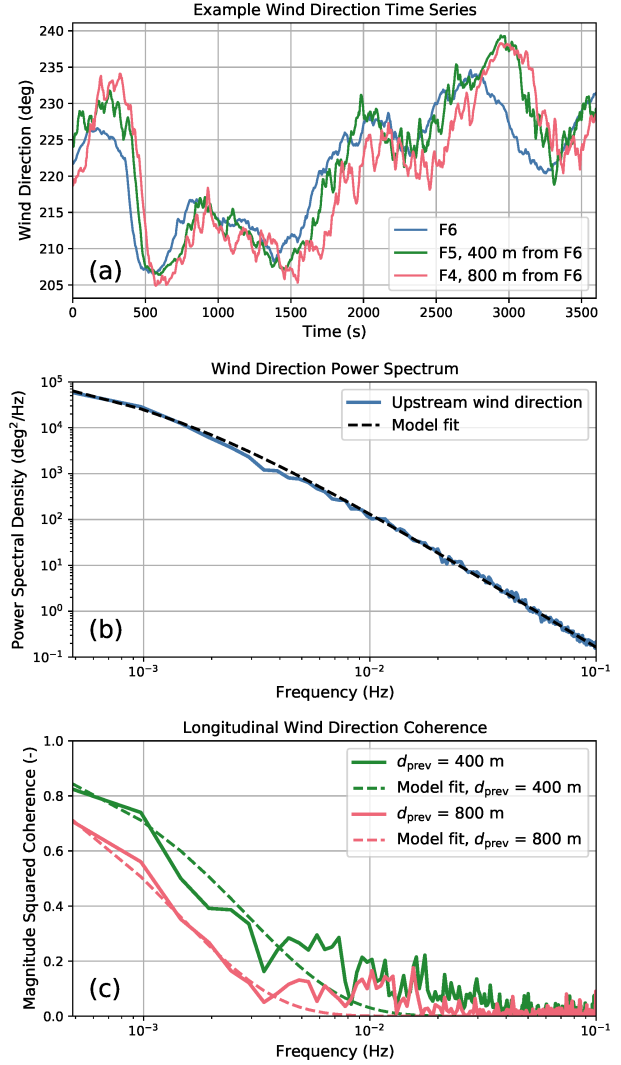 Example Wind Direction Time Series
Wind Direction (deg)
240
235
230
225
220
215
210
205
(a)
F6
F5, 400 m from F6
F4, 800 m from F6
0 500 1000 1500 2000 2500 3000 3500
Time (s)
Wind Direction Power Spectrum
Power Spectral Density (deg²/Hz)
10⁵
10⁴
10³
10²
10¹
10⁰
10⁻¹
(b)
Upstream wind direction
Model fit
10⁻³ 10⁻² 10⁻¹
Frequency (Hz)
Longitudinal Wind Direction Coherence
Magnitude Squared Coherence (-)
1.0
0.8
0.6
0.4
0.2
0.0
(c)
d_prev = 400 m
Model fit, d_prev = 400 m
d_prev = 800 m
Model fit, d_prev = 800 m
10⁻³ 10⁻² 10⁻¹
Frequency (Hz)